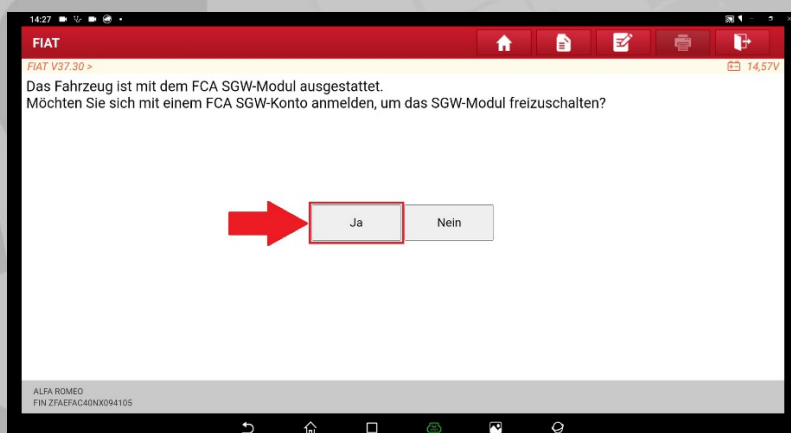 14:27
FIAT
FIAT V37.30 >
14,57V
Das Fahrzeug ist mit dem FCA SGW-Modul ausgestattet.
Möchten Sie sich mit einem FCA SGW-Konto anmelden, um das SGW-Modul freizuschalten?
Ja
Nein
ALFA ROMEO
FIN ZFAEFAC40NX094105